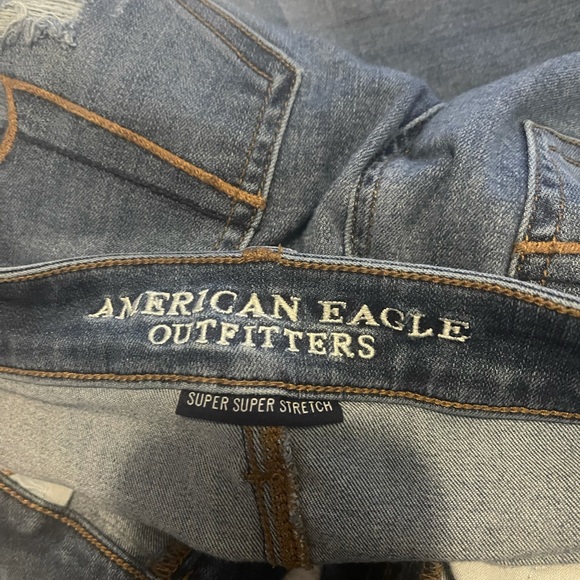 AMERICAN EAGLE
OUTFITTERS
SUPER SUPER STRETCH